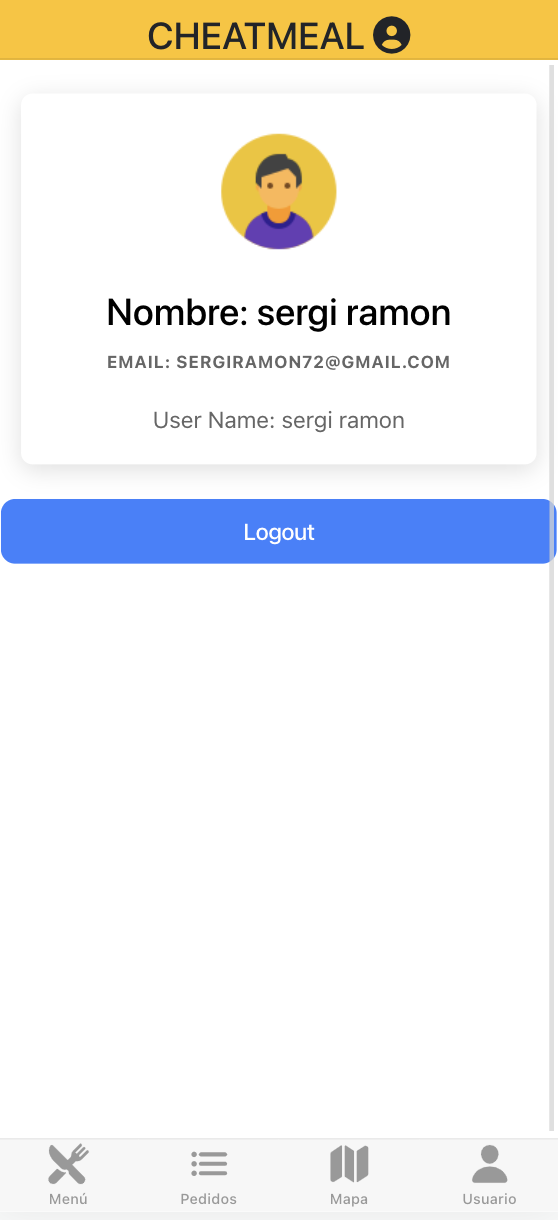 CHEATMEAL
Nombre: sergi ramon
EMAIL: SERGIRAMON72@GMAIL.COM
User Name: sergi ramon
Logout
Menú
Pedidos
Mapa
Usuario